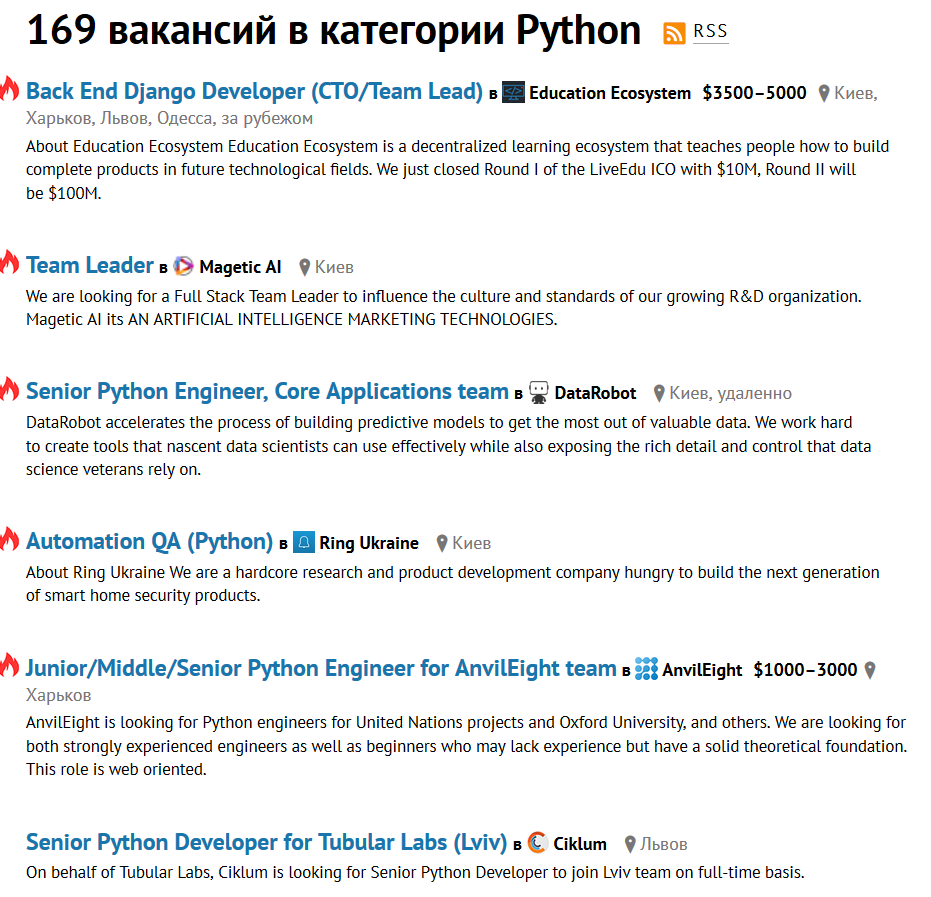 169 вакансий в категории Python RSS
Back End Django Developer (CTO/Team Lead) в Education Ecosystem $3500–5000 Киев,
Харьков, Львов, Одесса, за рубежом
About Education Ecosystem Education Ecosystem is a decentralized learning ecosystem that teaches people how to build
complete products in future technological fields. We just closed Round I of the LiveEdu ICO with $10M, Round II will
be $100M.
Team Leader в Magetic AI Киев
We are looking for a Full Stack Team Leader to influence the culture and standards of our growing R&D organization.
Magetic AI its AN ARTIFICIAL INTELLIGENCE MARKETING TECHNOLOGIES.
Senior Python Engineer, Core Applications team в DataRobot Киев, удаленно
DataRobot accelerates the process of building predictive models to get the most out of valuable data. We work hard
to create tools that nascent data scientists can use effectively while also exposing the rich detail and control that data
science veterans rely on.
Automation QA (Python) в Ring Ukraine Киев
About Ring Ukraine We are a hardcore research and product development company hungry to build the next generation
of smart home security products.
Junior/Middle/Senior Python Engineer for AnvilEight team в AnvilEight $1000–3000
Харьков
AnvilEight is looking for Python engineers for United Nations projects and Oxford University, and others. We are looking for
both strongly experienced engineers as well as beginners who may lack experience but have a solid theoretical foundation.
This role is web oriented.
Senior Python Developer for Tubular Labs (Lviv) в Ciklum Львов
On behalf of Tubular Labs, Ciklum is looking for Senior Python Developer to join Lviv team on full-time basis.